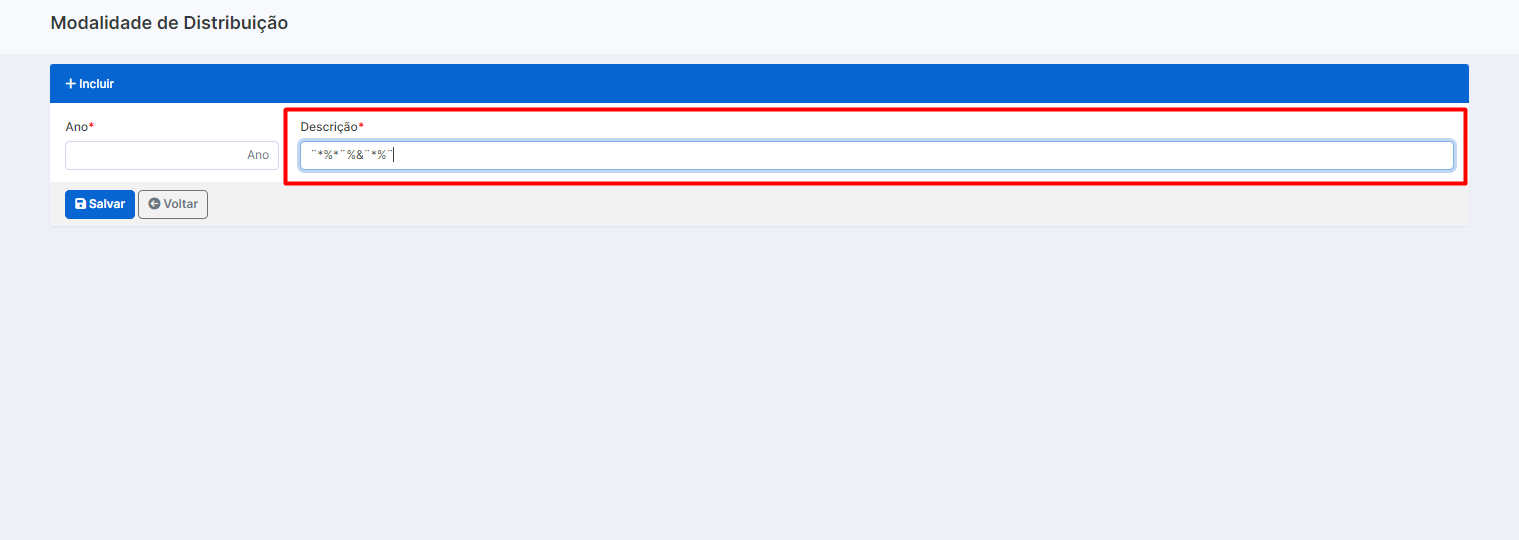 Modalidade de Distribuição
Incluir
Ano* Descrição*
Ano ¨*%*¨%&¨*%¨
Salvar Voltar